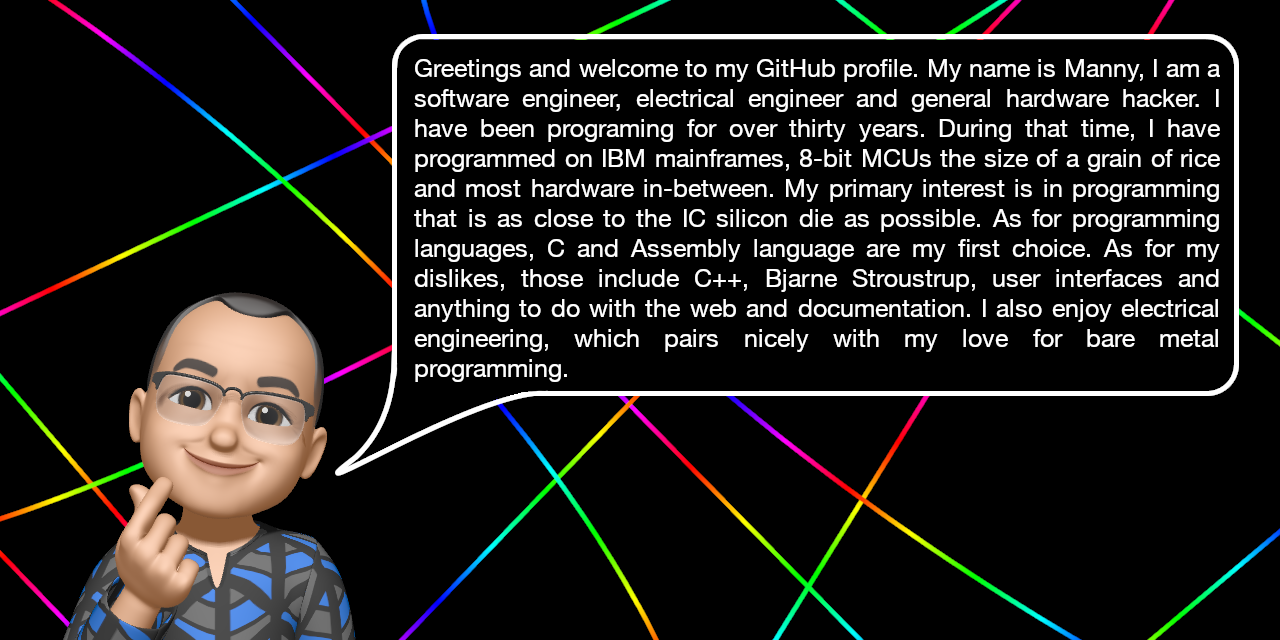 Greetings and welcome to my GitHub profile. My name is Manny, I am a
software engineer, electrical engineer and general hardware hacker. I
have been programing for over thirty years. During that time, I have
programmed on IBM mainframes, 8-bit MCUs the size of a grain of rice
and most hardware in-between. My primary interest is in programming
that is as close to the IC silicon die as possible. As for programming
languages, C and Assembly language are my first choice. As for my
dislikes, those include C++, Bjarne Stroustrup, user interfaces and
anything to do with the web and documentation. I also enjoy electrical
engineering, which pairs nicely with my love for bare metal
programming.